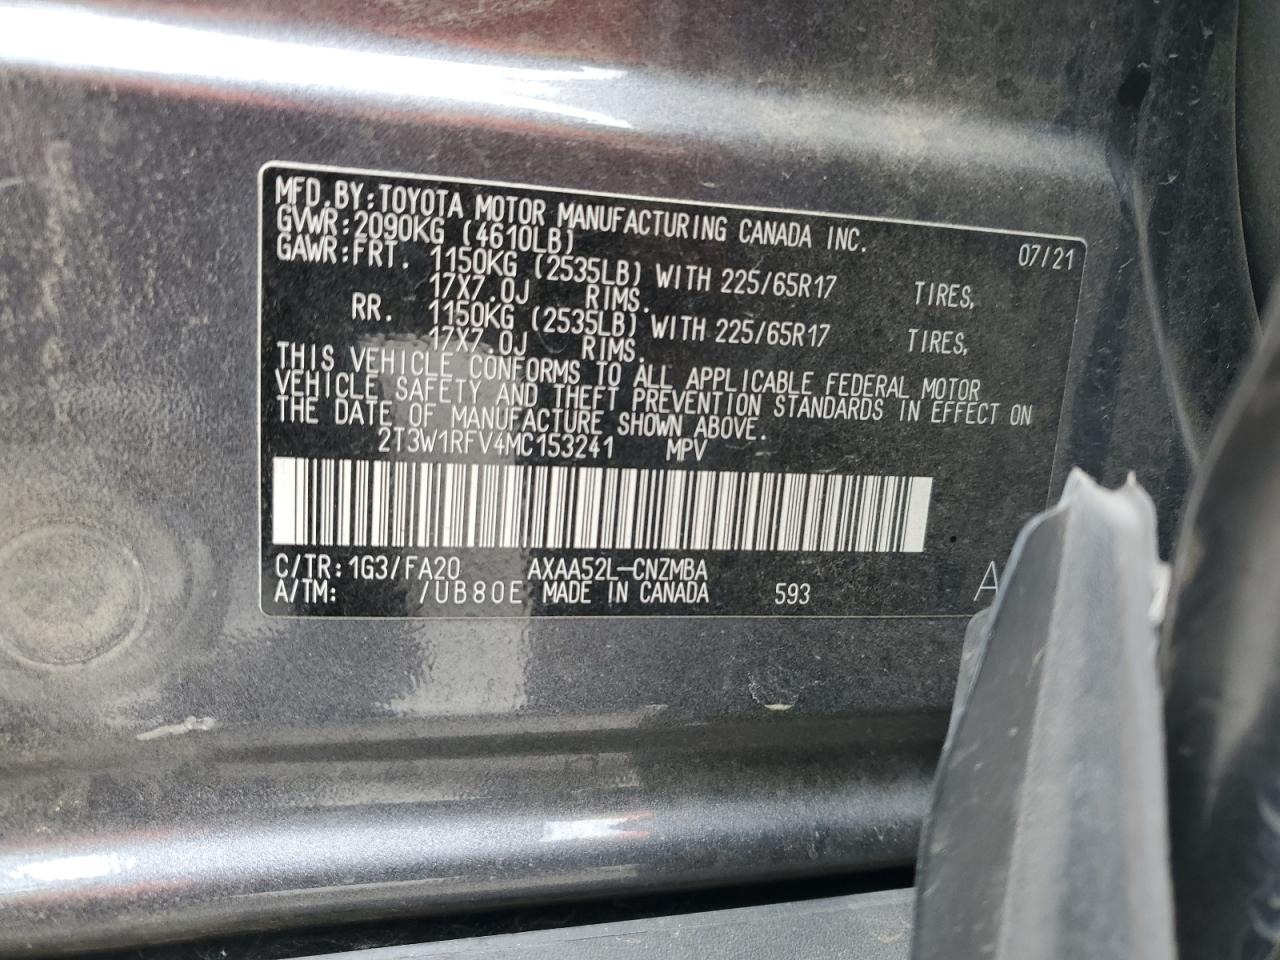 MFD.BY:TOYOTA MOTOR MANUFACTURING CANADA INC.
GVWR:2090KG (4610LB) 07/21
GAWR:FRT. 1150KG (2535LB) WITH 225/65R17 TIRES,
17X7.0J RIMS.
RR. 1150KG (2535LB) WITH 225/65R17 TIRES,
17X7.0J RIMS.
THIS VEHICLE CONFORMS TO ALL APPLICABLE FEDERAL MOTOR
VEHICLE SAFETY AND THEFT PREVENTION STANDARDS IN EFFECT ON
THE DATE OF MANUFACTURE SHOWN ABOVE.
2T3W1RFV4MC153241 MPV
C/TR:1G3/FA20 AXAA52L-CNZMBA
A/TM: /UB80E MADE IN CANADA 593 A